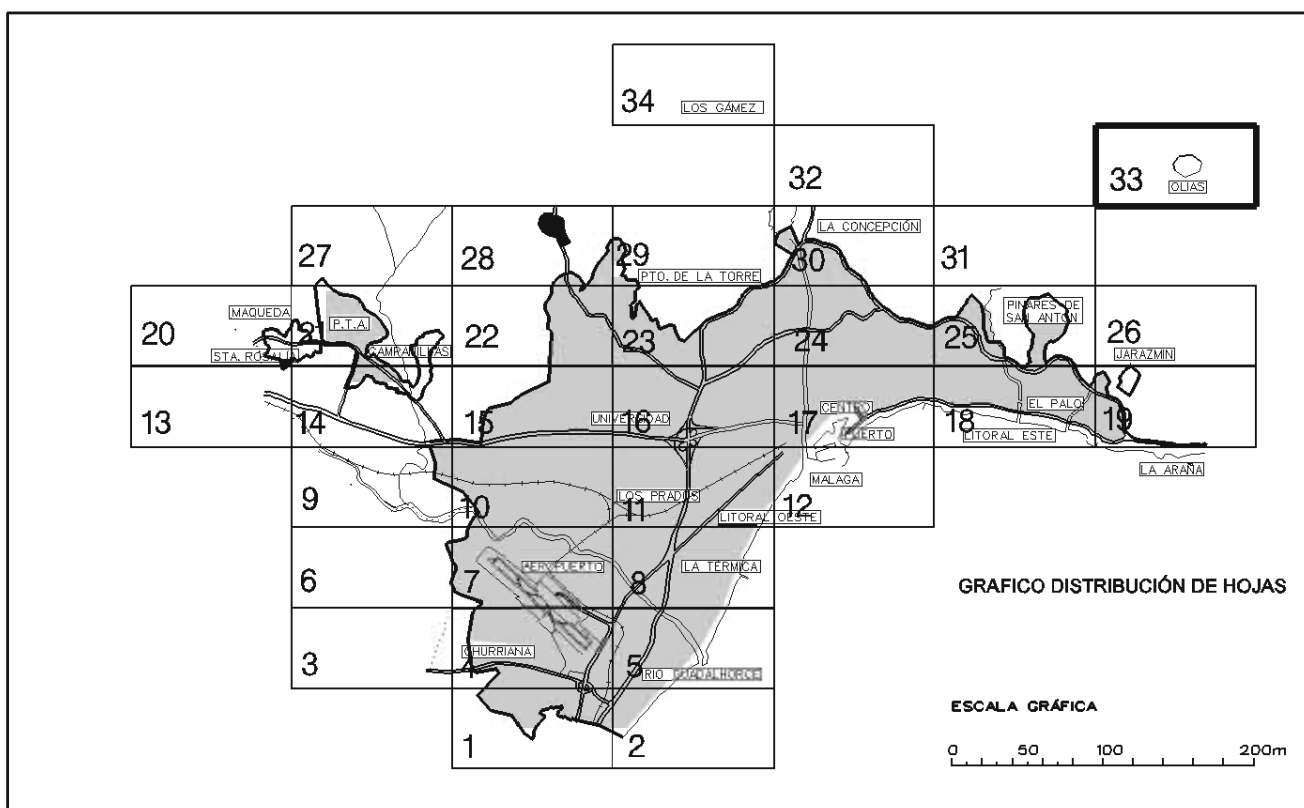 34
LOS GÁMEZ
32
33
OLIAS
LA CONCEPCIÓN
27
28
29
30
31
PTO. DE LA TORRE
MAQUEDA
P.T.A.
PINARES DE
SAN ANTÓN
20
21
22
23
24
25
26
STA. ROSALIA
CAMPANILLAS
JARAZMIN
13
14
15
UNIVERSIDAD
16
17
CENTRO
PUERTO
18
EL PALO
LITORAL ESTE
19
LA ARAÑA
MALAGA
9
10
LOS PRADOS
11
LITORAL OESTE
12
6
7
AEROPUERTO
8
LA TÉRMICA
GRAFICO DISTRIBUCIÓN DE HOJAS
3
CHURRIANA
5
RIO GUADALHORCE
1
2
ESCALA GRÁFICA
0 50 100 200m